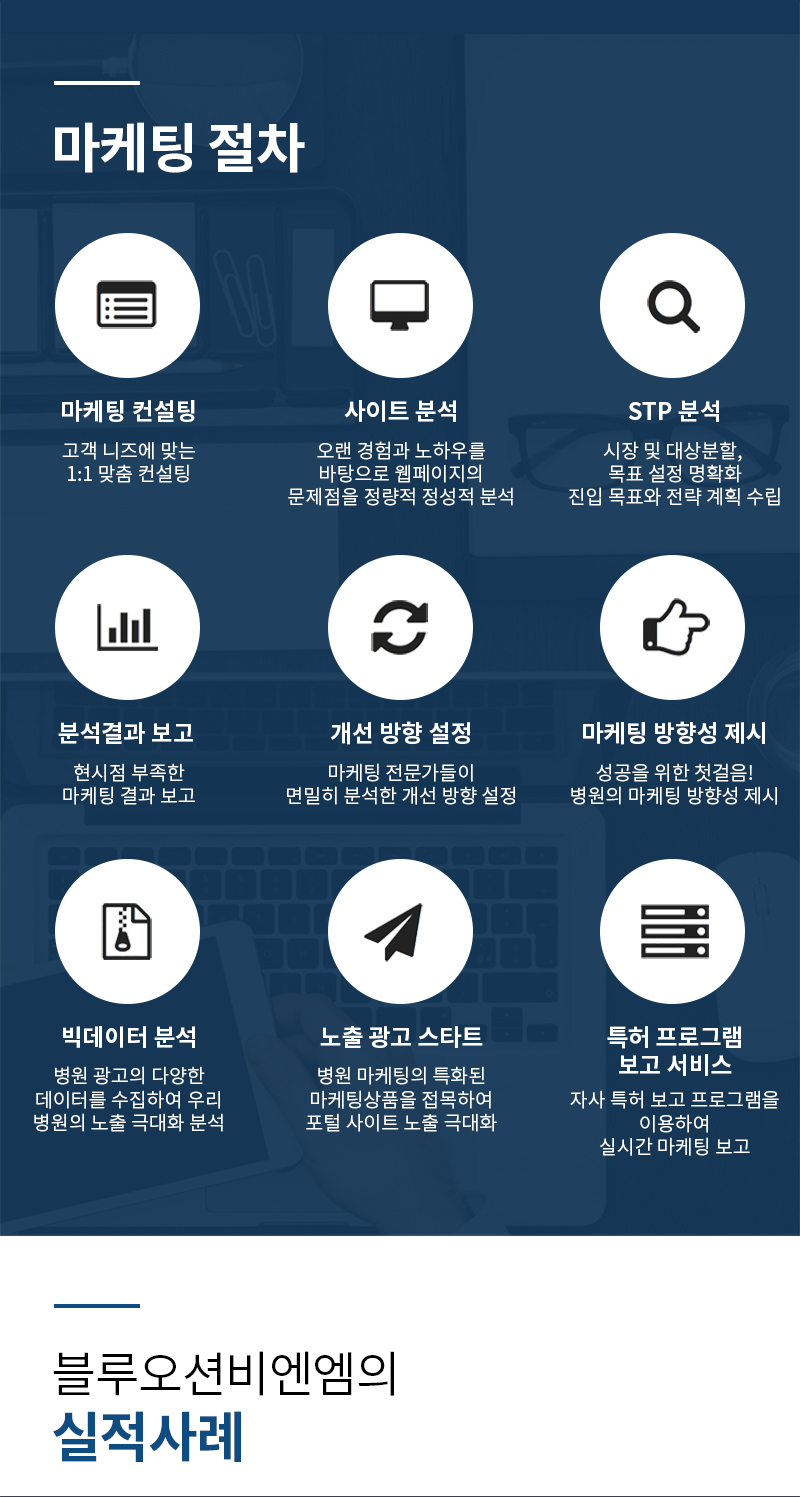 마케팅 절차
마케팅 컨설팅
고객 니즈에 맞는
1:1 맞춤 컨설팅
사이트 분석
오랜 경험과 노하우를
바탕으로 웹페이지의
문제점을 정량적 정성적 분석
STP 분석
시장 및 대상분할,
목표 설정 명확화
진입 목표와 전략 계획 수립
분석결과 보고
현시점 부족한
마케팅 결과 보고
개선 방향 설정
마케팅 전문가들이
면밀히 분석한 개선 방향 설정
마케팅 방향성 제시
성공을 위한 첫걸음!
병원의 마케팅 방향성 제시
빅데이터 분석
병원 광고의 다양한
데이터를 수집하여 우리
병원의 노출 극대화 분석
노출 광고 스타트
병원 마케팅의 특화된
마케팅상품을 접목하여
포털 사이트 노출 극대화
특허 프로그램
보고 서비스
자사 특허 보고 프로그램을
이용하여
실시간 마케팅 보고
블루오션비엔엠의
실적사례